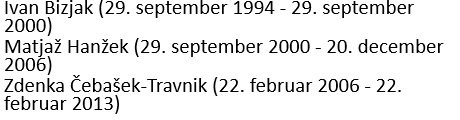 Ivan Bizjak (29. september 1994 - 29. september
2000)
Matjaž Hanžek (29. september 2000 - 20. december
2006)
Zdenka Čebašek-Travnik (22. februar 2006 - 22.
februar 2013)